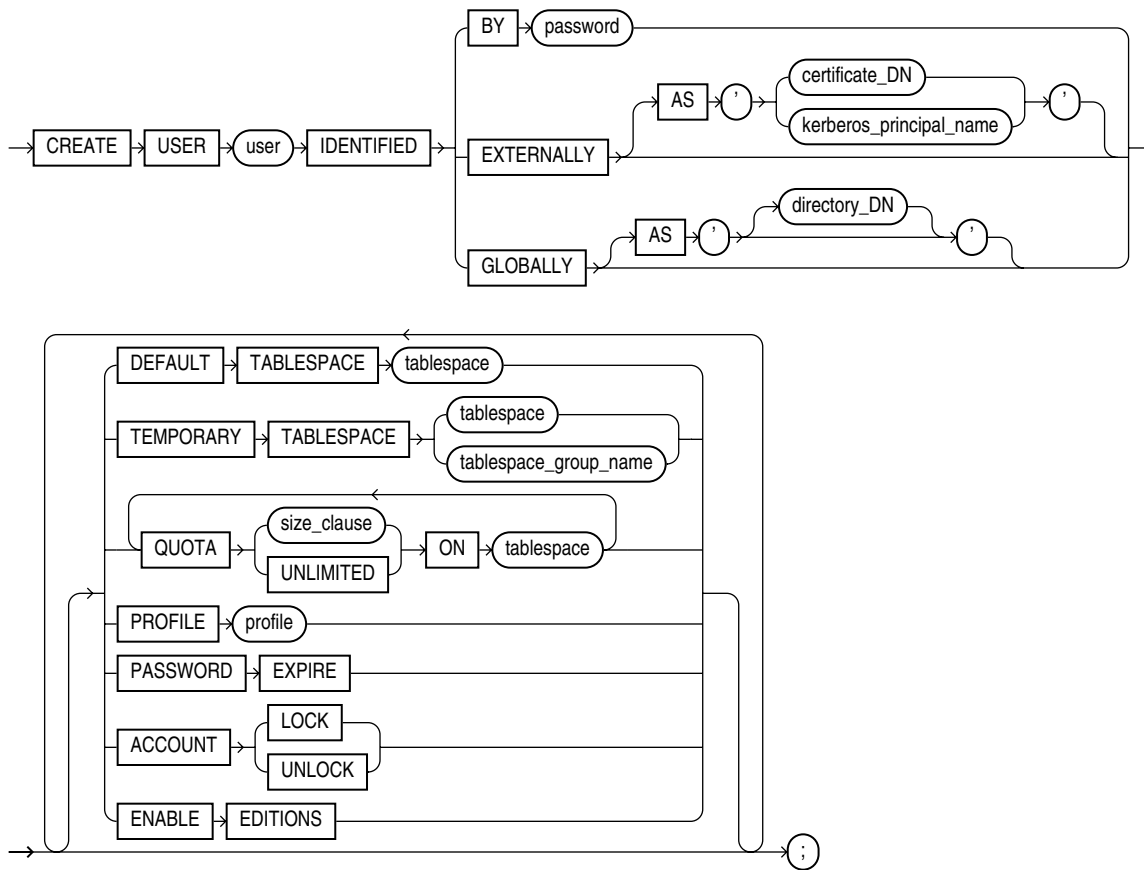 BY password
certificate_DN
AS ' '
kerberos_principal_name
CREATE USER user IDENTIFIED
EXTERNALLY
directory_DN
AS ' '
GLOBALLY
DEFAULT TABLESPACE tablespace
tablespace
TEMPORARY TABLESPACE
tablespace_group_name
size_clause
QUOTA ON tablespace
UNLIMITED
PROFILE profile
PASSWORD EXPIRE
LOCK
ACCOUNT
UNLOCK
ENABLE EDITIONS
;